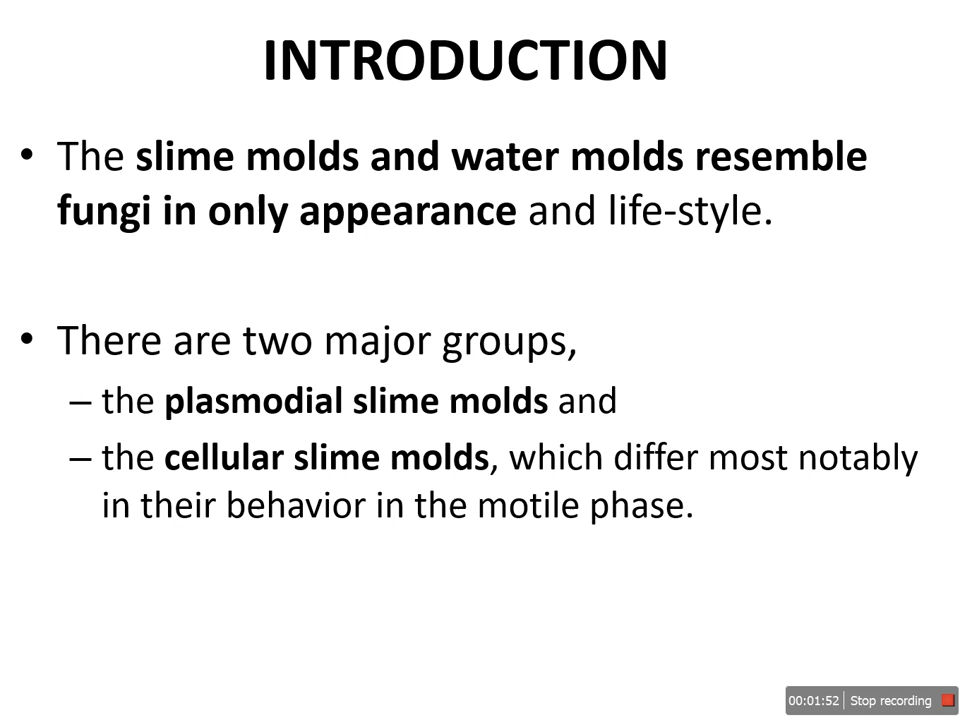 INTRODUCTION
• The slime molds and water molds resemble
fungi in only appearance and life-style.
• There are two major groups,
– the plasmodial slime molds and
– the cellular slime molds, which differ most notably
in their behavior in the motile phase.
00:01:52 Stop recording